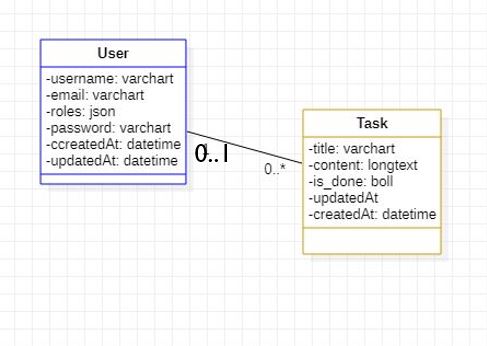 User
-username: varchart
-email: varchart
-roles: json
-password: varchart
-ccreatedAt: datetime
-updatedAt: datetime
0..1
0..*
Task
-title: varchart
-content: longtext
-is_done: boll
-updatedAt
-createdAt: datetime